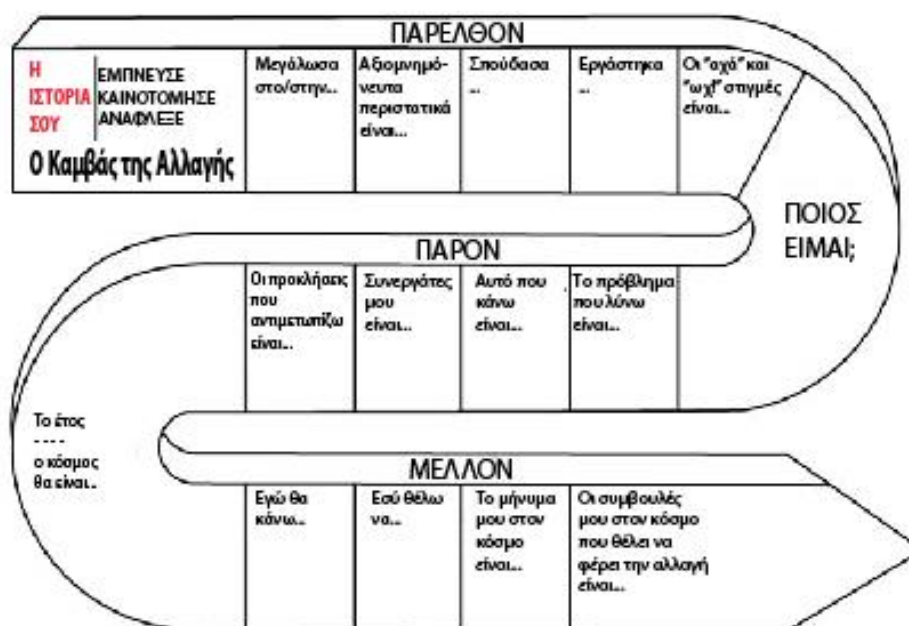 ΠΑΡΕΛΘΟΝ
Η
ΙΣΤΟΡΙΑ
ΣΟΥ
ΕΜΠΝΕΥΣΕ
ΚΑΙΝΟΤΟΜΗΣΕ
ΑΝΑΦΛΕΞΕ
Ο Καμβάς της Αλλαγής
Μεγάλωσα
στο/στην...
Αξιομνημό-
νευτα
περιστατικά
είναι...
Σπούδασα
...
Εργάστηκα
...
Οι "αχά" και
"ωχ!" στιγμές
είναι...
ΠΟΙΟΣ
ΕΙΜΑΙ;
ΠΑΡΟΝ
Οι προκλήσεις
που
αντιμετωπίζω
είναι...
Συνεργάτες
μου
είναι...
Αυτό που
κάνω
είναι...
Το πρόβλημα
που λύνω
είναι...
Το έτος
----
ο κόσμος
θα είναι...
ΜΕΛΛΟΝ
Εγώ θα
κάνω...
Εσύ θέλω
να...
Το μήνυμα
μου στον
κόσμο
είναι...
Οι συμβουλές
μου στον κόσμο
που θέλει να
φέρει την αλλαγή
είναι...